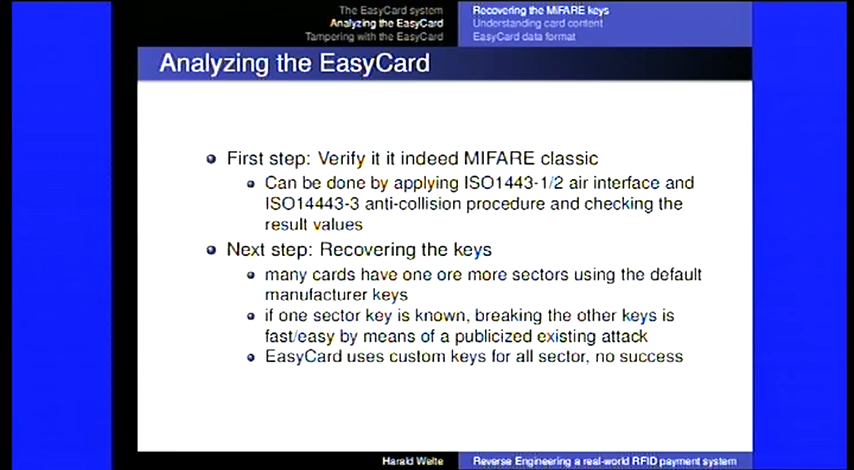 The EasyCard system
Analyzing the EasyCard
Tampering with the EasyCard
Recovering the MIFARE keys
Understanding card content
EasyCard data format
Analyzing the EasyCard
First step: Verify it it indeed MIFARE classic
Can be done by applying ISO1443-1/2 air interface and
ISO14443-3 anti-collision procedure and checking the
result values
Next step: Recovering the keys
many cards have one ore more sectors using the default
manufacturer keys
if one sector key is known, breaking the other keys is
fast/easy by means of a publicized existing attack
EasyCard uses custom keys for all sector, no success
Harald Welte
Reverse Engineering a real-world RFID payment system